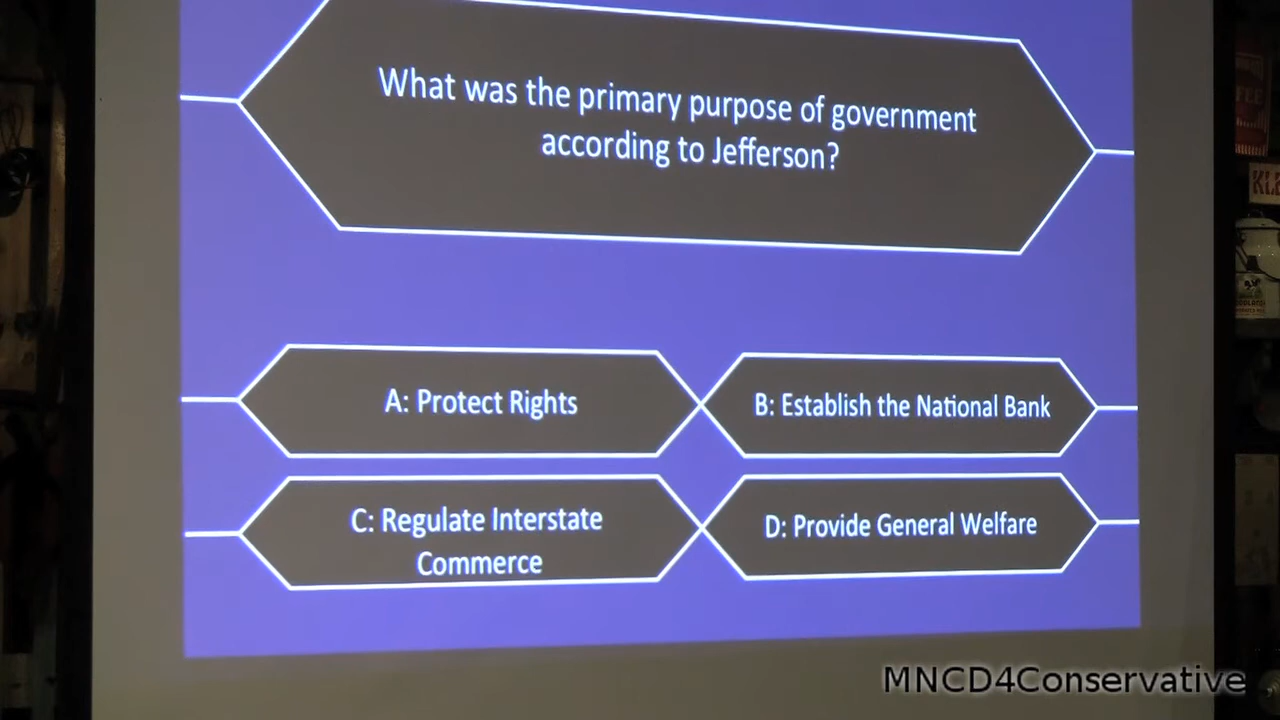 What was the primary purpose of government
according to Jefferson?
A: Protect Rights
B: Establish the National Bank
C: Regulate Interstate
Commerce
D: Provide General Welfare
MNCD4Conservative